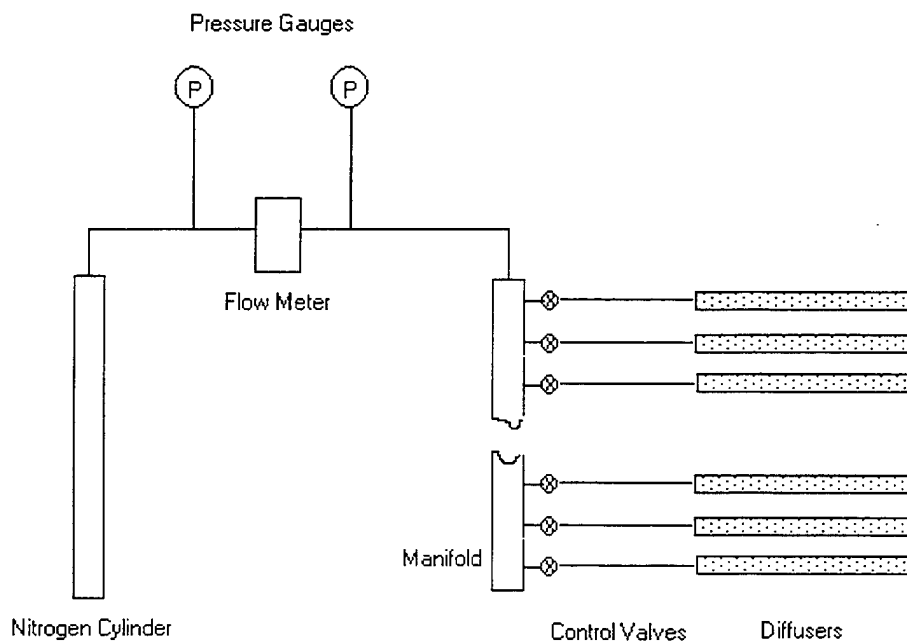 Pressure Gauges
P P
Flow Meter
Manifold
Nitrogen Cylinder Control Valves Diffusers